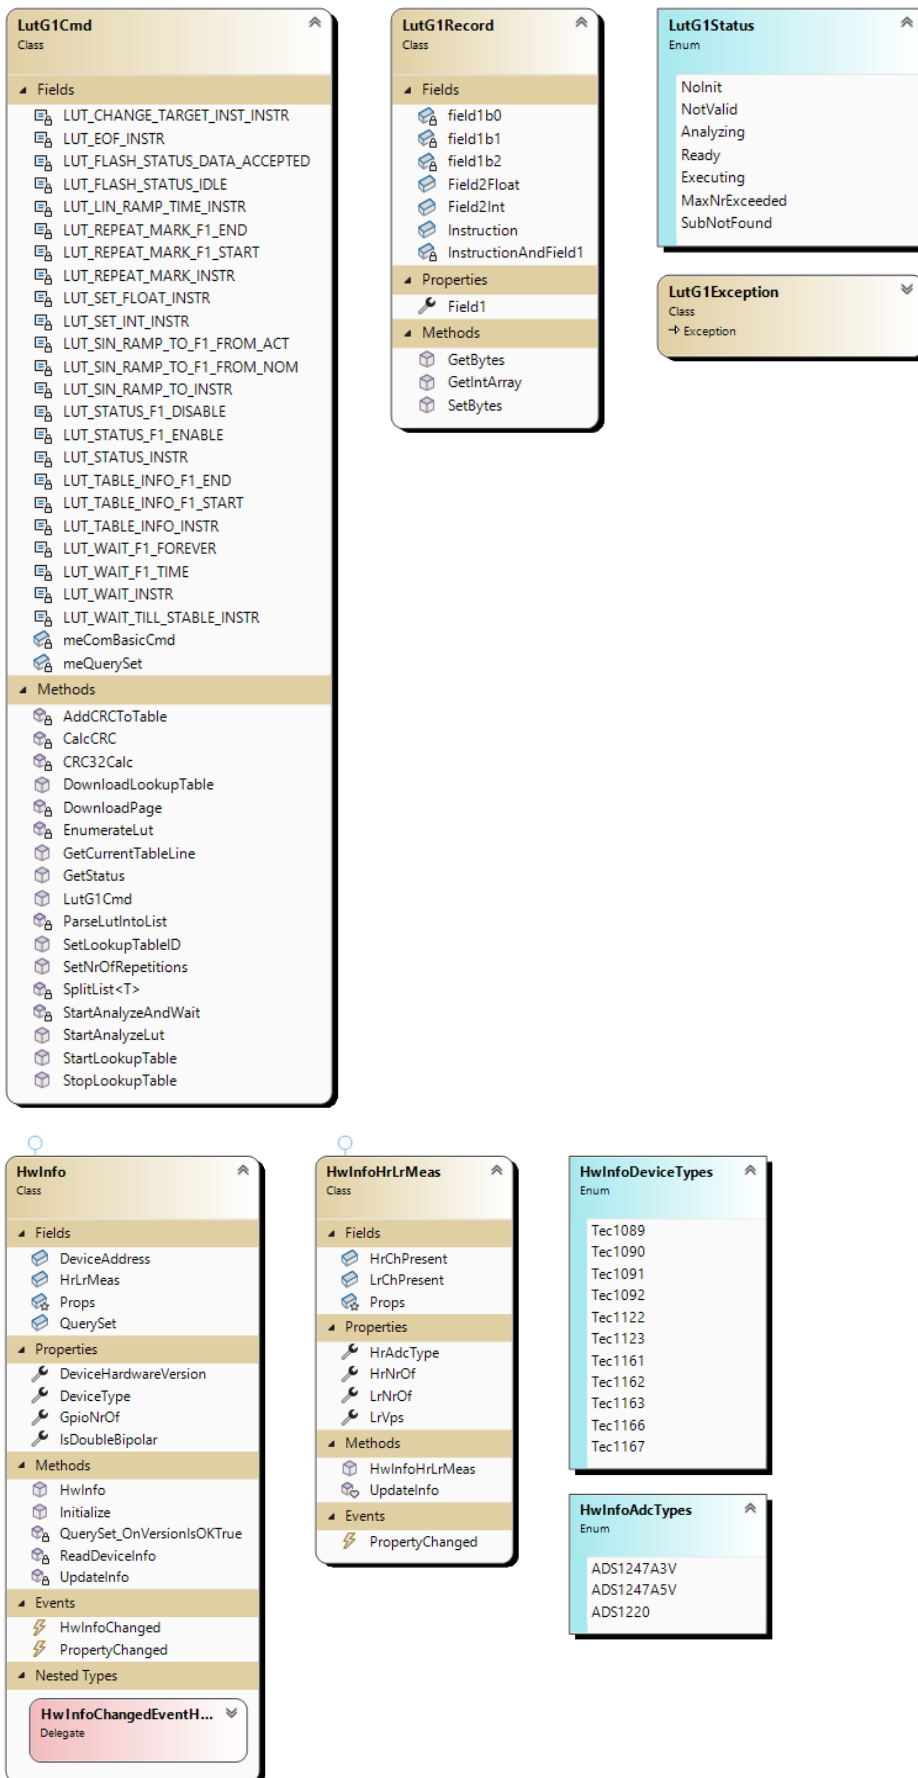 LutG1Cmd
Class
Fields
LUT_CHANGE_TARGET_INST_INSTR
LUT_EOF_INSTR
LUT_FLASH_STATUS_DATA_ACCEPTED
LUT_FLASH_STATUS_IDLE
LUT_LIN_RAMP_TIME_INSTR
LUT_REPEAT_MARK_F1_END
LUT_REPEAT_MARK_F1_START
LUT_REPEAT_MARK_INSTR
LUT_SET_FLOAT_INSTR
LUT_SET_INT_INSTR
LUT_SIN_RAMP_TO_F1_FROM_ACT
LUT_SIN_RAMP_TO_F1_FROM_NOM
LUT_SIN_RAMP_TO_INSTR
LUT_STATUS_F1_DISABLE
LUT_STATUS_F1_ENABLE
LUT_STATUS_INSTR
LUT_TABLE_INFO_F1_END
LUT_TABLE_INFO_F1_START
LUT_TABLE_INFO_INSTR
LUT_WAIT_F1_FOREVER
LUT_WAIT_F1_TIME
LUT_WAIT_INSTR
LUT_WAIT_TILL_STABLE_INSTR
meComBasicCmd
meQuerySet
Methods
AddCRCToTable
CalcCRC
CRC32Calc
DownloadLookupTable
DownloadPage
EnumerateLut
GetCurrentTableLine
GetStatus
LutG1Cmd
ParseLutIntoList
SetLookupTableID
SetNrOfRepetitions
SplitList<T>
StartAnalyzeAndWait
StartAnalyzeLut
StartLookupTable
StopLookupTable
LutG1Record
Class
Fields
field1b0
field1b1
field1b2
Field2Float
Field2Int
Instruction
InstructionAndField1
Properties
Field1
Methods
GetBytes
GetIntArray
SetBytes
LutG1Status
Enum
NoInit
NotValid
Analyzing
Ready
Executing
MaxNrExceeded
SubNotFound
LutG1Exception
Class
Exception
HwInfo
Class
Fields
DeviceAddress
HrLrMeas
Props
QuerySet
Properties
DeviceHardwareVersion
DeviceType
GpioNrOf
IsDoubleBipolar
Methods
HwInfo
Initialize
QuerySet_OnVersionIsOKTrue
ReadDeviceInfo
UpdateInfo
Events
HwInfoChanged
PropertyChanged
Nested Types
HwInfoChangedEventH...
Delegate
HwInfoHrLrMeas
Class
Fields
HrChPresent
LrChPresent
Props
Properties
HrAdcType
HrNrOf
LrNrOf
LrVps
Methods
HwInfoHrLrMeas
UpdateInfo
Events
PropertyChanged
HwInfoDeviceTypes
Enum
Tec1089
Tec1090
Tec1091
Tec1092
Tec1122
Tec1123
Tec1161
Tec1162
Tec1163
Tec1166
Tec1167
HwInfoAdcTypes
Enum
ADS1247A3V
ADS1247A5V
ADS1220